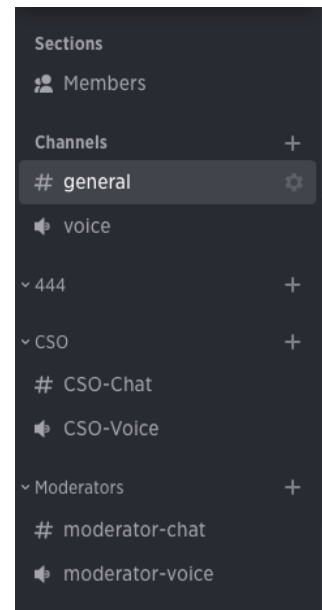 Sections
Members
Channels
# general
voice
444
CSO
# CSO-Chat
CSO-Voice
Moderators
# moderator-chat
moderator-voice